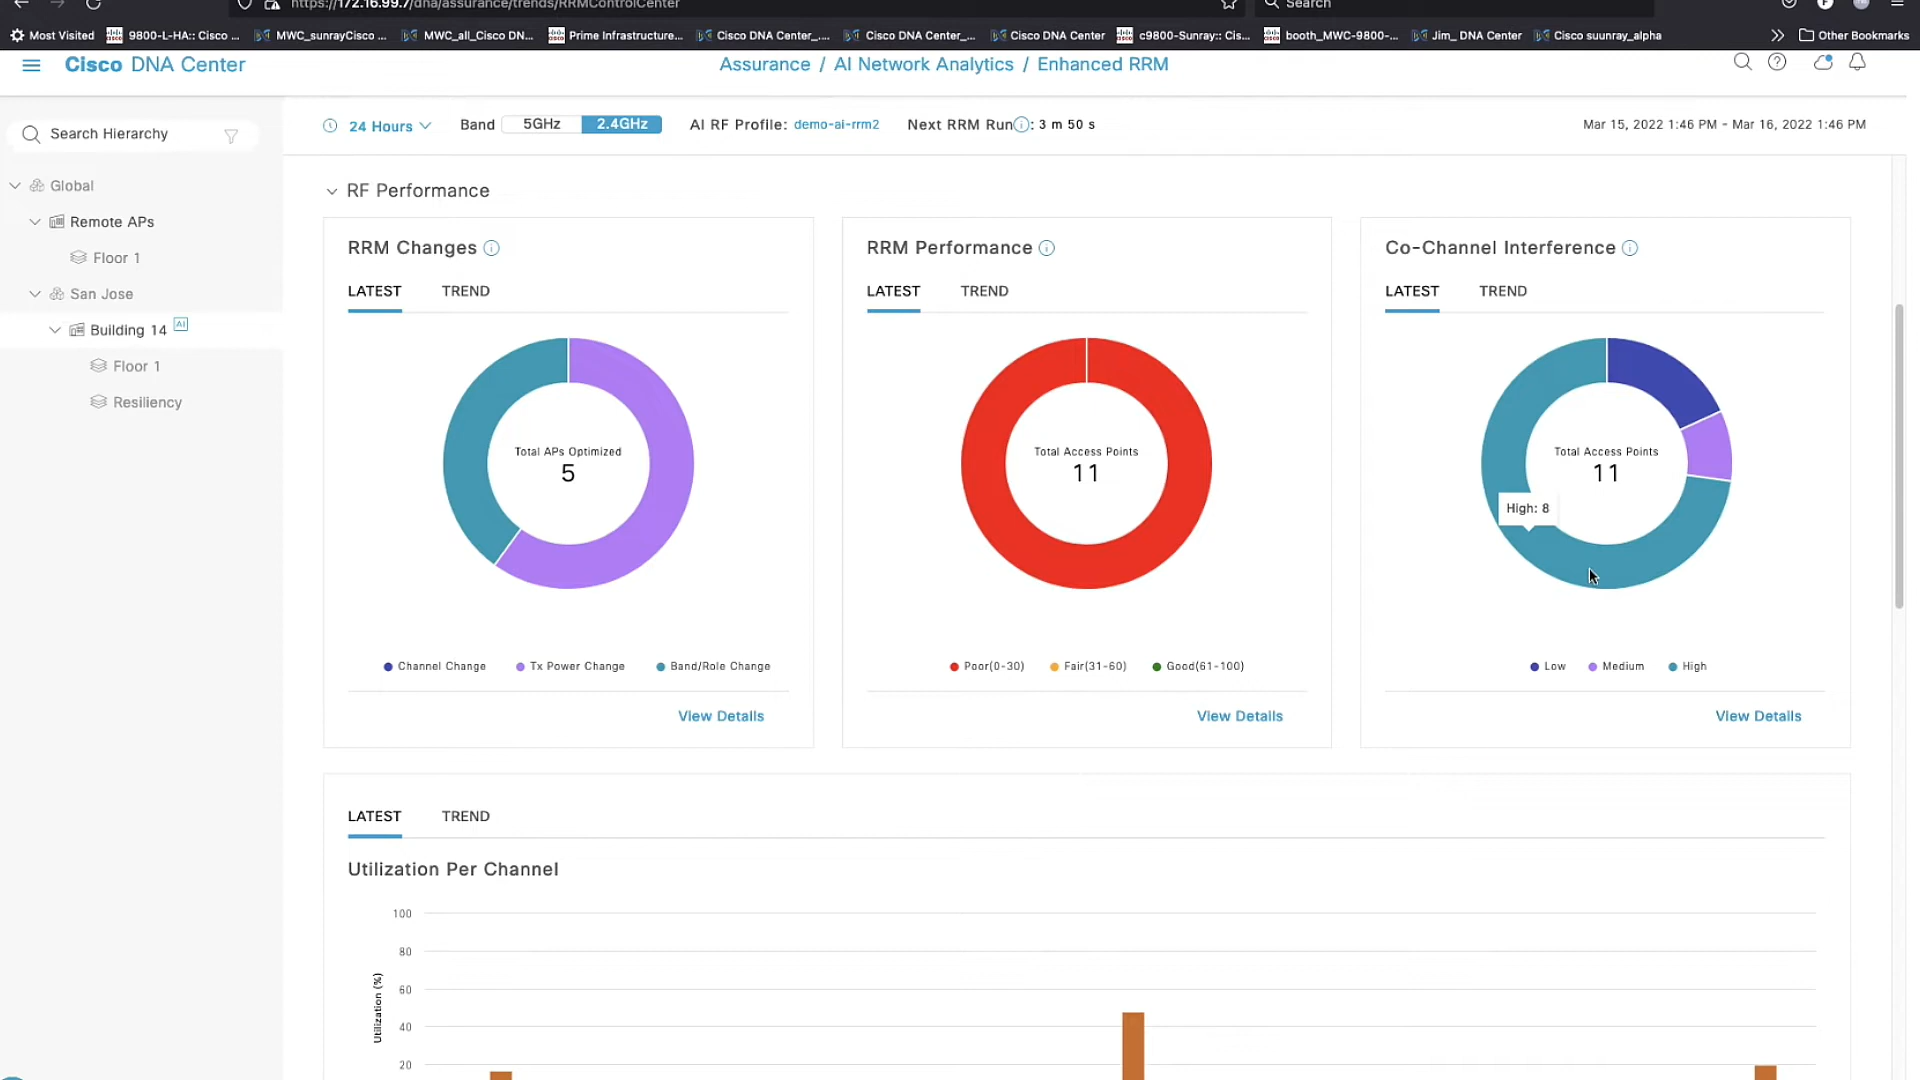 https://172.16.99.7/dna/assurance/trends/RRMControlCenter
Search
Most Visited
9800-L-HA:: Cisco ...
MWC_sunrayCisco ...
MWC_all_Cisco DN...
Prime Infrastructure...
Cisco DNA Center_...
Cisco DNA Center_...
Cisco DNA Center
c9800-Sunray:: Cis...
booth_MWC-9800-...
Jim_ DNA Center
Cisco suunray_alpha
Other Bookmarks
Cisco DNA Center
Assurance / AI Network Analytics / Enhanced RRM
Search Hierarchy
Global
Remote APs
Floor 1
San Jose
Building 14 AI
Floor 1
Resiliency
24 Hours
Band 5GHz 2.4GHz
AI RF Profile: demo-ai-rrm2
Next RRM Run : 3 m 50 s
Mar 15, 2022 1:46 PM - Mar 16, 2022 1:46 PM
RF Performance
RRM Changes
LATEST TREND
Total APs Optimized
5
Channel Change Tx Power Change Band/Role Change
View Details
RRM Performance
LATEST TREND
Total Access Points
11
Poor(0-30) Fair(31-60) Good(61-100)
View Details
Co-Channel Interference
LATEST TREND
Total Access Points
11
High: 8
Low Medium High
View Details
LATEST TREND
Utilization Per Channel
Utilization (%)
100
80
60
40
20